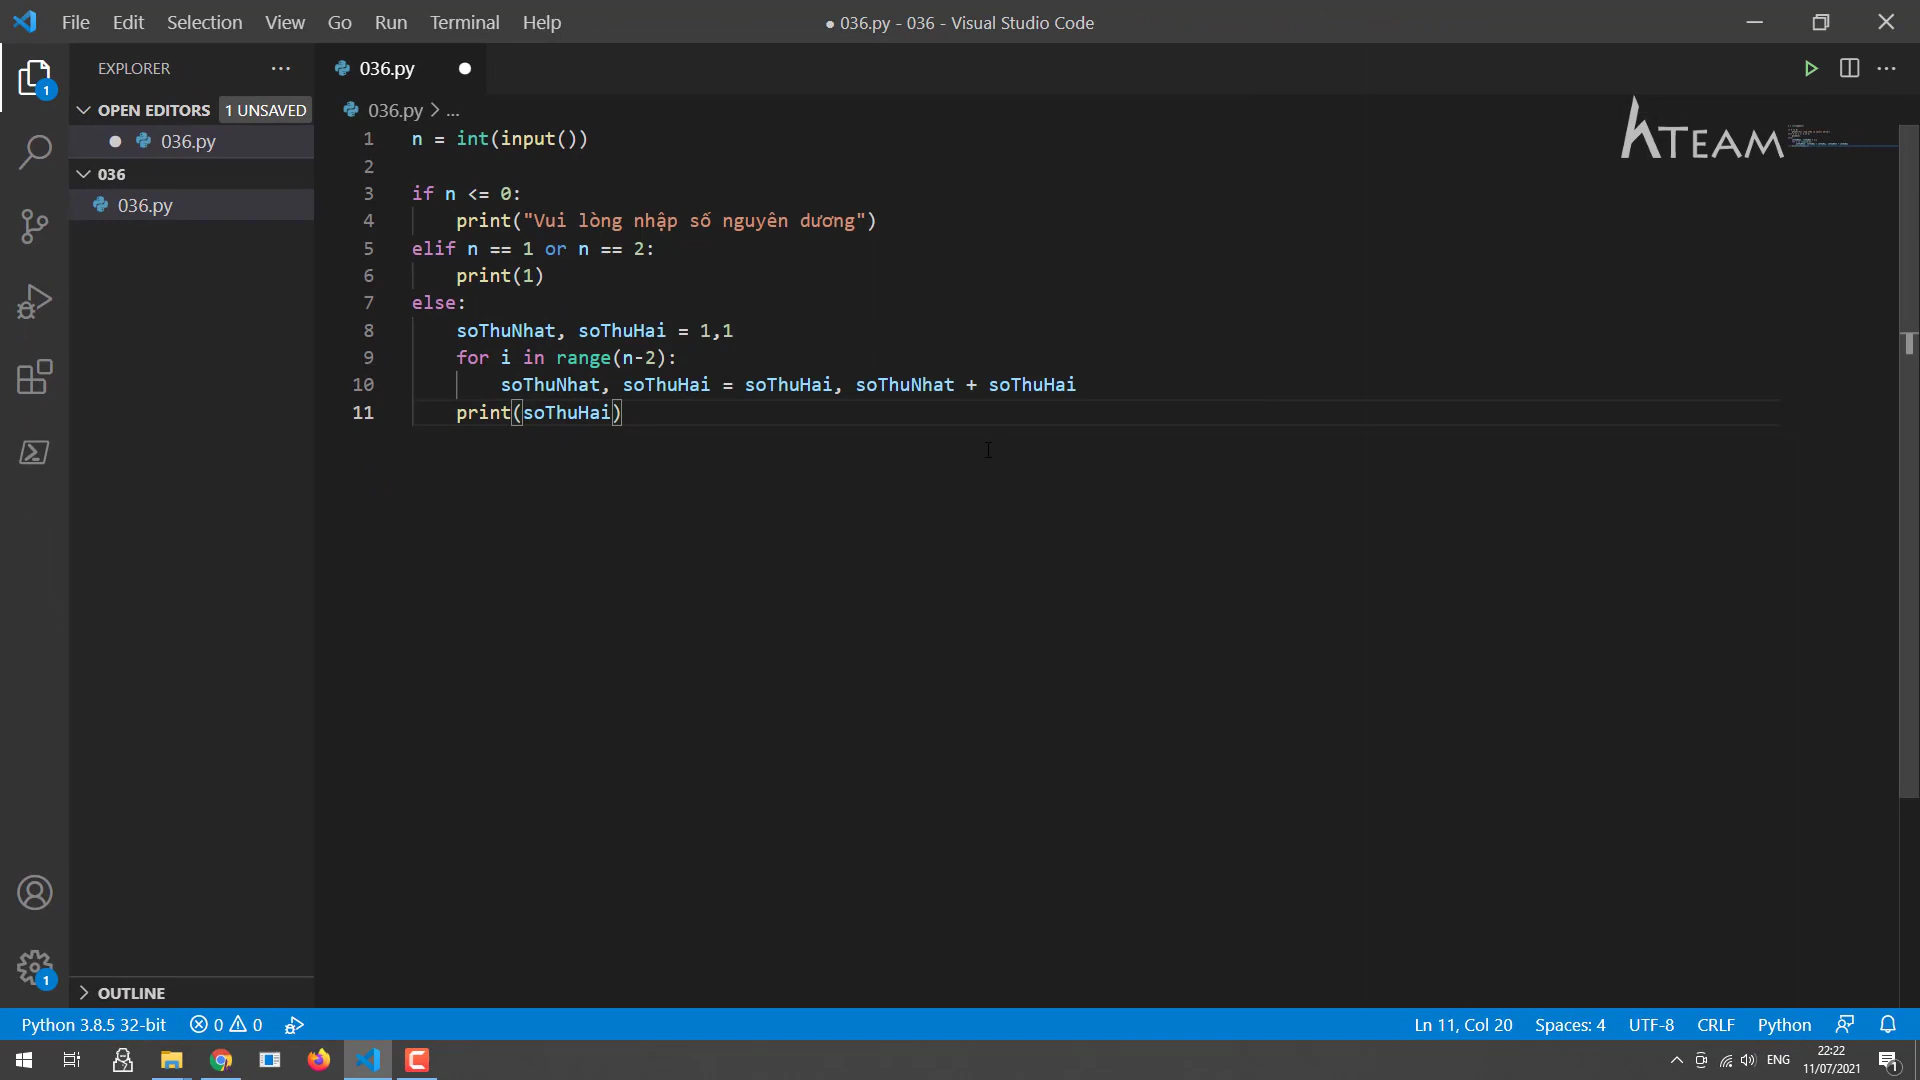 File Edit Selection View Go Run Terminal Help
● 036.py - 036 - Visual Studio Code
EXPLORER
036.py
OPEN EDITORS 1 UNSAVED
036.py
036
036.py
036.py > ...
1 n = int(input())
2
3 if n <= 0:
4 print("Vui lòng nhập số nguyên dương")
5 elif n == 1 or n == 2:
6 print(1)
7 else:
8 soThuNhat, soThuHai = 1,1
9 for i in range(n-2):
10 soThuNhat, soThuHai = soThuHai, soThuNhat + soThuHai
11 print(soThuHai)
hTEAM
1
1
OUTLINE
Python 3.8.5 32-bit 0 0
Ln 11, Col 20 Spaces: 4 UTF-8 CRLF Python
ENG
22:22
11/07/2021
1